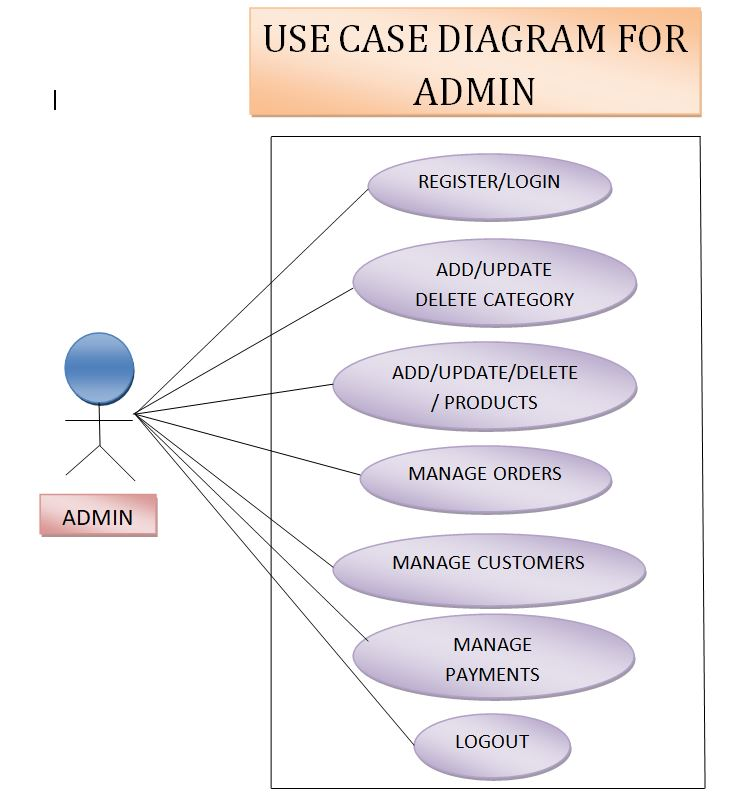 USE CASE DIAGRAM FOR
ADMIN
REGISTER/LOGIN
ADD/UPDATE
DELETE CATEGORY
ADD/UPDATE/DELETE
/ PRODUCTS
MANAGE ORDERS
ADMIN
MANAGE CUSTOMERS
MANAGE
PAYMENTS
LOGOUT